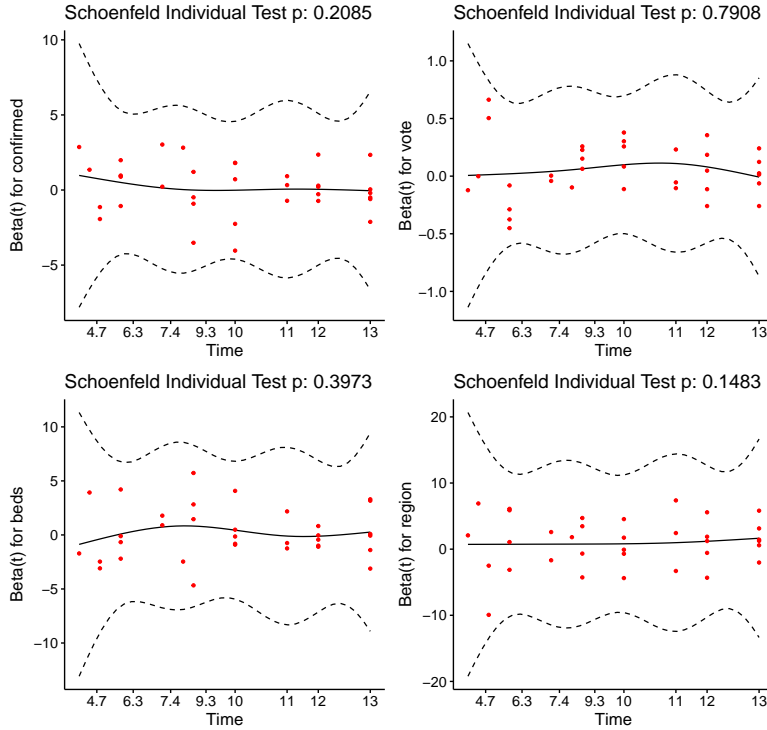 Schoenfeld Individual Test p: 0.2085
10
5
0
−5
Beta(t) for confirmed
4.7 6.3 7.4 9.3 10 11 12 13
Time
Schoenfeld Individual Test p: 0.7908
1.0
0.5
0.0
−0.5
−1.0
Beta(t) for vote
4.7 6.3 7.4 9.3 10 11 12 13
Time
Schoenfeld Individual Test p: 0.3973
10
5
0
−5
−10
Beta(t) for beds
4.7 6.3 7.4 9.3 10 11 12 13
Time
Schoenfeld Individual Test p: 0.1483
20
10
0
−10
−20
Beta(t) for region
4.7 6.3 7.4 9.3 10 11 12 13
Time